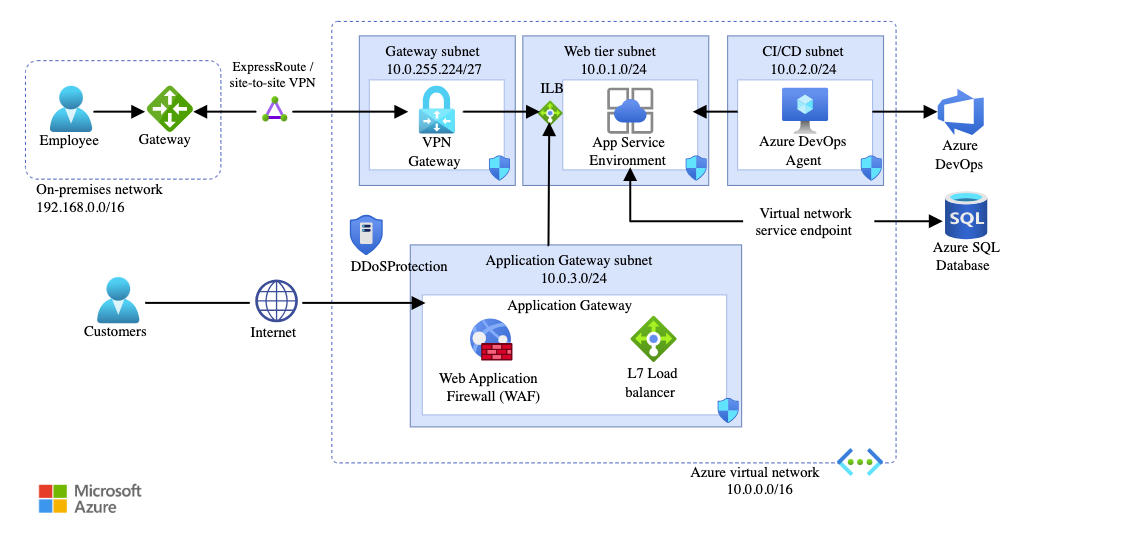 Gateway subnet
10.0.255.224/27
Web tier subnet
10.0.1.0/24
CI/CD subnet
10.0.2.0/24
ExpressRoute /
site-to-site VPN
ILB
Employee
Gateway
VPN
Gateway
App Service
Environment
Azure DevOps
Agent
Azure
DevOps
On-premises network
192.168.0.0/16
Virtual network
service endpoint
SQL
Azure SQL
Database
DDoSProtection
Application Gateway subnet
10.0.3.0/24
Application Gateway
Customers
Internet
Web Application
Firewall (WAF)
L7 Load
balancer
Azure virtual network
10.0.0.0/16
Microsoft
Azure